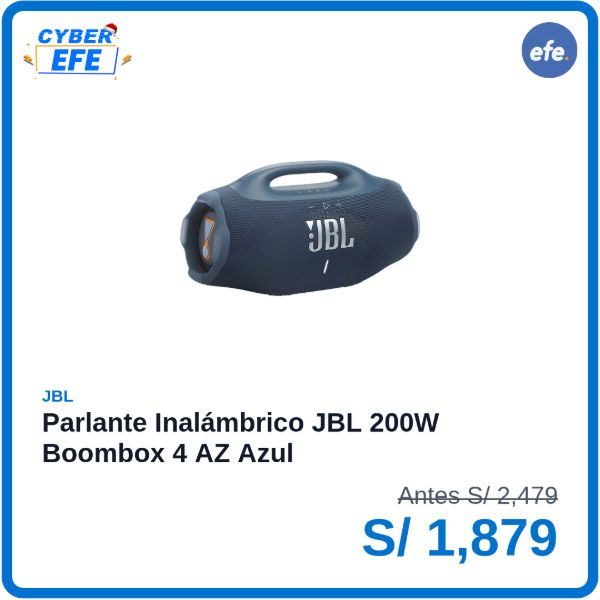 CYBER
EFE
efe.
JBL
JBL
Parlante Inalámbrico JBL 200W
Boombox 4 AZ Azul
Antes S/ 2,479
S/ 1,879